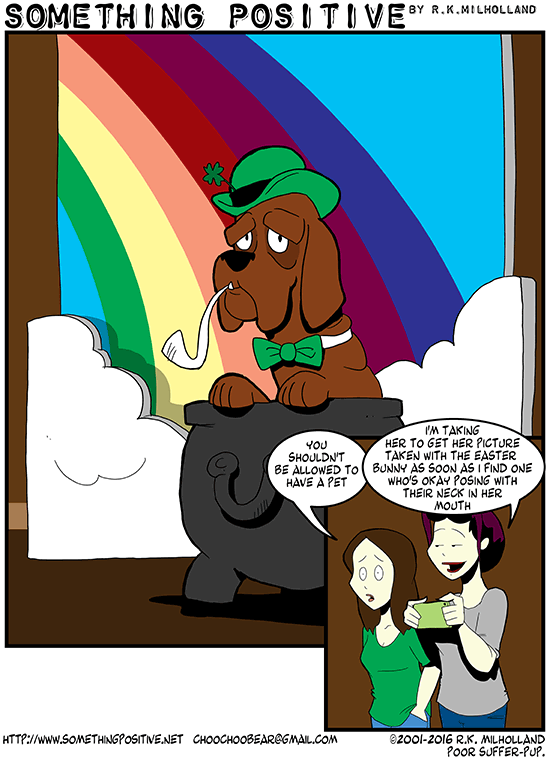 SOMETHING POSITIVE BY R.K.MILHOLLAND
YOU
SHOULDN'T
BE ALLOWED TO
HAVE A PET
I'M TAKING
HER TO GET HER PICTURE
TAKEN WITH THE EASTER
BUNNY AS SOON AS I FIND ONE
WHO'S OKAY POSING WITH
THEIR NECK IN HER
MOUTH
HTTP://WWW.SOMETHINGPOSITIVE.NET CHOOCHOOBEAR@GMAIL.COM
©2001-2016 R.K. MILHOLLAND
POOR SUFFER-PUP.